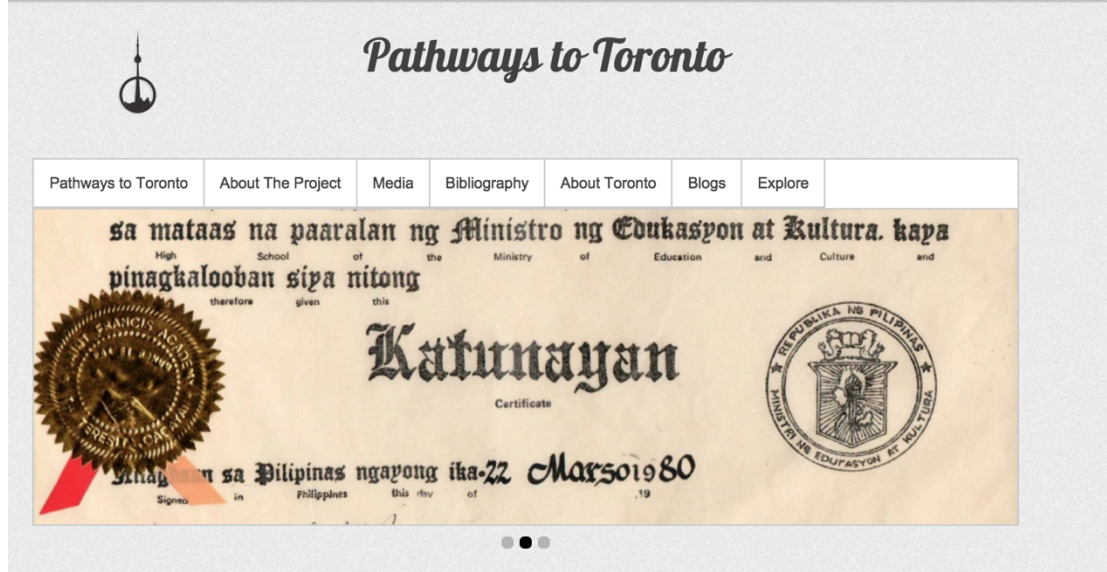 Pathways to Toronto
Pathways to Toronto About The Project Media Bibliography About Toronto Blogs Explore
sa mataas na paaralan ng Ministro ng Edukasyon at Kultura. kaya
High School of the Ministry of Education and Culture and
pinagkalooban siya nitong
therefore given this
Katunayan
Certificate
REPUBLIKA NG PILIPINAS
MINISTRI NG EDUKASYON AT KULTURA
FRANCIS ACADEMY
sa Pilipinas ngayong ika-22 Marso 1980
Signed in Philippines this day of 19